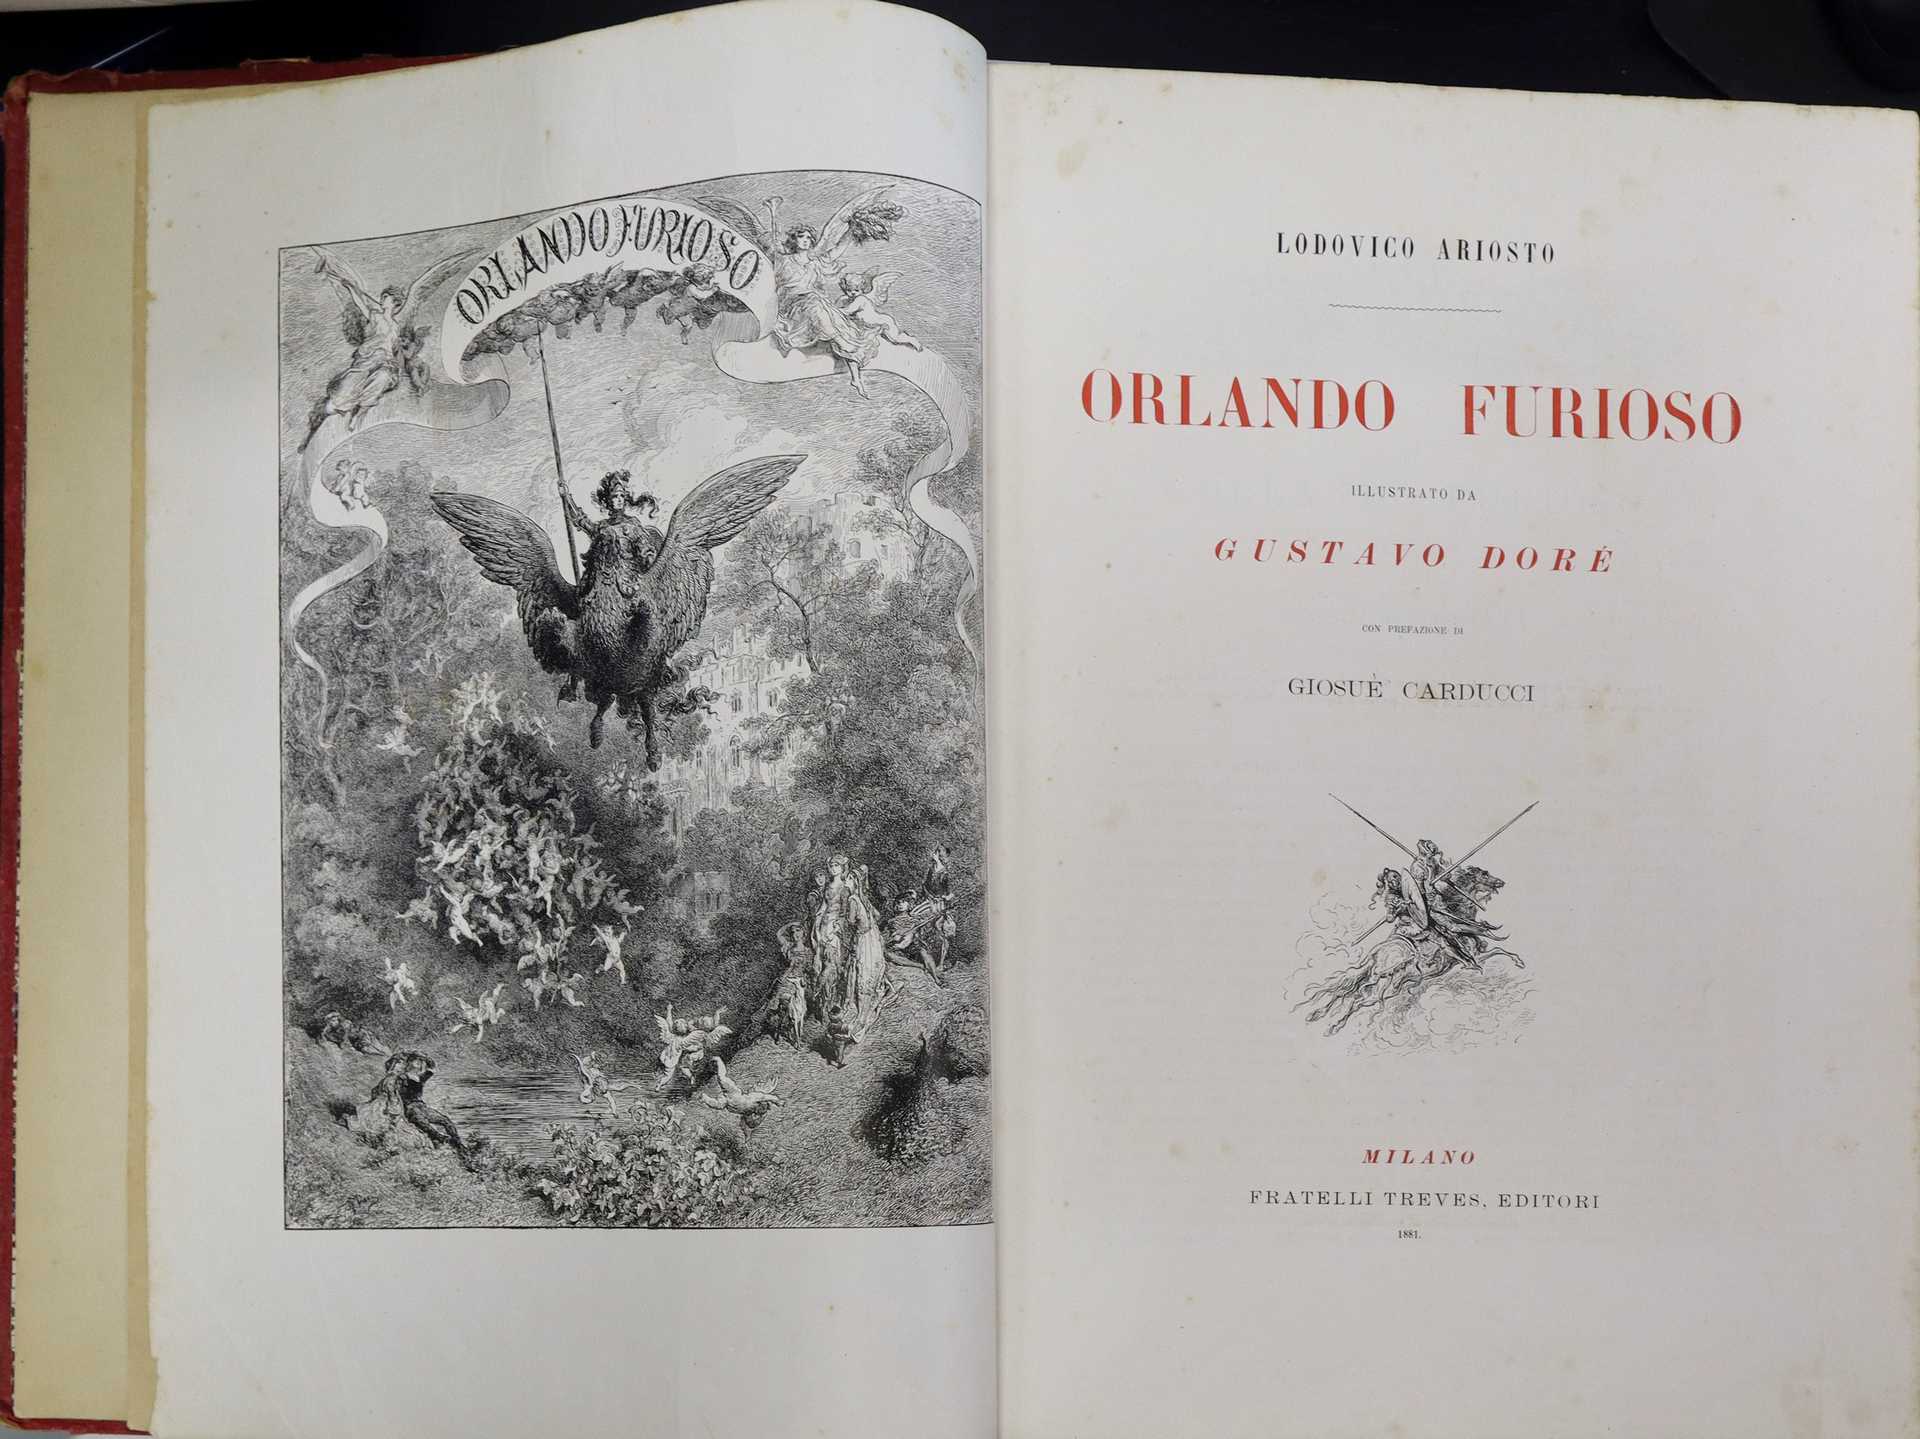 ORLANDO FURIOSO
LODOVICO ARIOSTO
ORLANDO FURIOSO
ILLUSTRATO DA
GUSTAVO DORÉ
CON PREFAZIONE DI
GIOSUÈ CARDUCCI
MILANO
FRATELLI TREVES, EDITORI
1881.